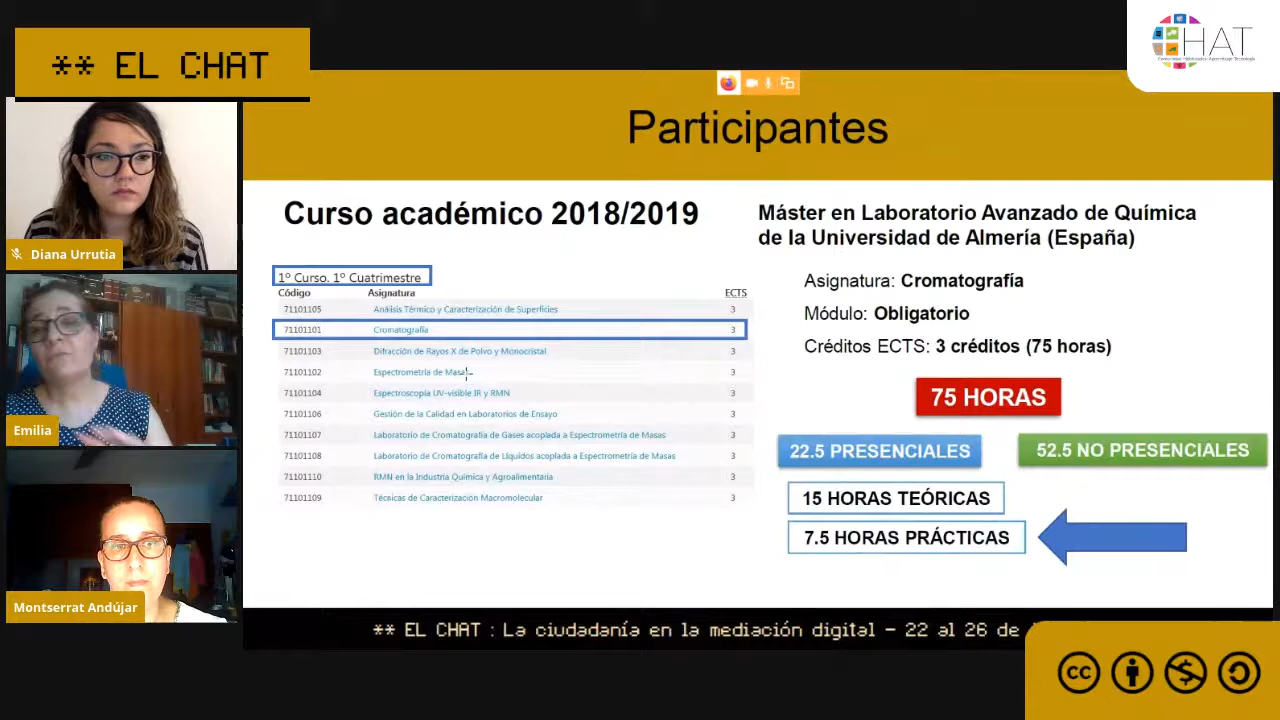 ** EL CHAT
HAT
Participantes
Curso académico 2018/2019
Máster en Laboratorio Avanzado de Química
de la Universidad de Almería (España)
Asignatura: Cromatografía
Módulo: Obligatorio
Créditos ECTS: 3 créditos (75 horas)
75 HORAS
22.5 PRESENCIALES
52.5 NO PRESENCIALES
15 HORAS TEÓRICAS
7.5 HORAS PRÁCTICAS
1º Curso. 1º Cuatrimestre
Código Asignatura ECTS
71101105 Análisis Térmico y Caracterización de Superficies 3
71101101 Cromatografía 3
71101103 Difracción de Rayos X de Polvo y Monocristal 3
71101102 Espectrometría de Masas 3
71101104 Espectroscopía UV-visible IR y RMN 3
71101106 Gestión de la Calidad en Laboratorios de Ensayo 3
71101107 Laboratorio de Cromatografía de Gases acoplada a Espectrometría de Masas 3
71101108 Laboratorio de Cromatografía de Líquidos acoplada a Espectrometría de Masas 3
71101110 RMN en la Industria Química y Agroalimentaria 3
71101109 Técnicas de Caracterización Macromolecular 3
Diana Urrutia
Emilia
Montserrat Andújar
** EL CHAT : La ciudadanía en la mediación digital – 22 al 26 de
cc